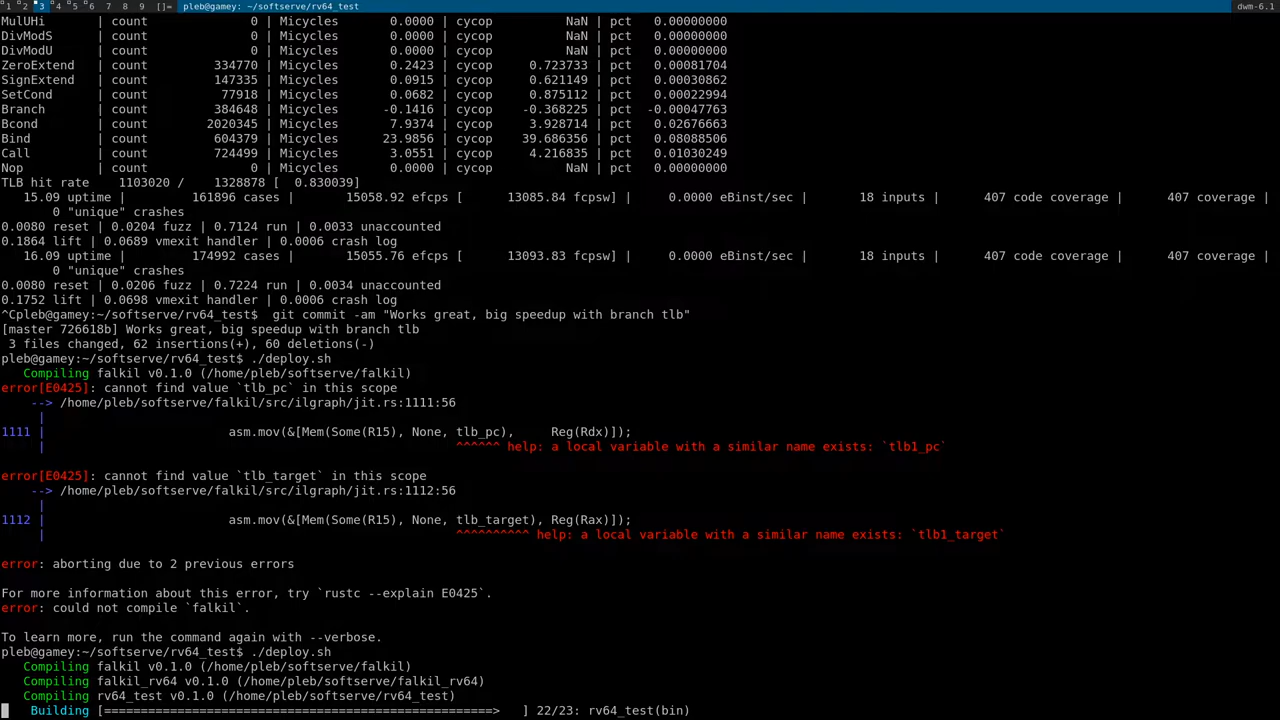 1 2 3 4 5 6 7 8 9 []= pleb@gamey: ~/softserve/rv64_test dwm-6.1
MulUHi | count 0 | Micycles 0.0000 | cycop NaN | pct 0.00000000
DivModS | count 0 | Micycles 0.0000 | cycop NaN | pct 0.00000000
DivModU | count 0 | Micycles 0.0000 | cycop NaN | pct 0.00000000
ZeroExtend | count 334770 | Micycles 0.2423 | cycop 0.723733 | pct 0.00081704
SignExtend | count 147335 | Micycles 0.0915 | cycop 0.621149 | pct 0.00030862
SetCond | count 77918 | Micycles 0.0682 | cycop 0.875112 | pct 0.00022994
Branch | count 384648 | Micycles -0.1416 | cycop -0.368225 | pct -0.00047763
Bcond | count 2020345 | Micycles 7.9374 | cycop 3.928714 | pct 0.02676663
Bind | count 604379 | Micycles 23.9856 | cycop 39.686356 | pct 0.08088506
Call | count 724499 | Micycles 3.0551 | cycop 4.216835 | pct 0.01030249
Nop | count 0 | Micycles 0.0000 | cycop NaN | pct 0.00000000
TLB hit rate 1103020 / 1328878 [ 0.830039]
15.09 uptime | 161896 cases | 15058.92 efcps [ 13085.84 fcpsw] | 0.0000 eBinst/sec | 18 inputs | 407 code coverage | 407 coverage |
0 "unique" crashes
0.0080 reset | 0.0204 fuzz | 0.7124 run | 0.0033 unaccounted
0.1864 lift | 0.0689 vmexit handler | 0.0006 crash log
16.09 uptime | 174992 cases | 15055.76 efcps [ 13093.83 fcpsw] | 0.0000 eBinst/sec | 18 inputs | 407 code coverage | 407 coverage |
0 "unique" crashes
0.0080 reset | 0.0206 fuzz | 0.7224 run | 0.0034 unaccounted
0.1752 lift | 0.0698 vmexit handler | 0.0006 crash log
^Cpleb@gamey:~/softserve/rv64_test$ git commit -am "Works great, big speedup with branch tlb"
[master 726618b] Works great, big speedup with branch tlb
3 files changed, 62 insertions(+), 60 deletions(-)
pleb@gamey:~/softserve/rv64_test$ ./deploy.sh
Compiling falkil v0.1.0 (/home/pleb/softserve/falkil)
error[E0425]: cannot find value `tlb_pc` in this scope
--> /home/pleb/softserve/falkil/src/ilgraph/jit.rs:1111:56
|
1111 | asm.mov(&[Mem(Some(R15), None, tlb_pc), Reg(Rdx)]);
| ^^^^^^ help: a local variable with a similar name exists: `tlb1_pc`
error[E0425]: cannot find value `tlb_target` in this scope
--> /home/pleb/softserve/falkil/src/ilgraph/jit.rs:1112:56
|
1112 | asm.mov(&[Mem(Some(R15), None, tlb_target), Reg(Rax)]);
| ^^^^^^^^^^ help: a local variable with a similar name exists: `tlb1_target`
error: aborting due to 2 previous errors
For more information about this error, try `rustc --explain E0425`.
error: could not compile `falkil`.
To learn more, run the command again with --verbose.
pleb@gamey:~/softserve/rv64_test$ ./deploy.sh
Compiling falkil v0.1.0 (/home/pleb/softserve/falkil)
Compiling falkil_rv64 v0.1.0 (/home/pleb/softserve/falkil_rv64)
Compiling rv64_test v0.1.0 (/home/pleb/softserve/rv64_test)
Building [=====================================================> ] 22/23: rv64_test(bin)